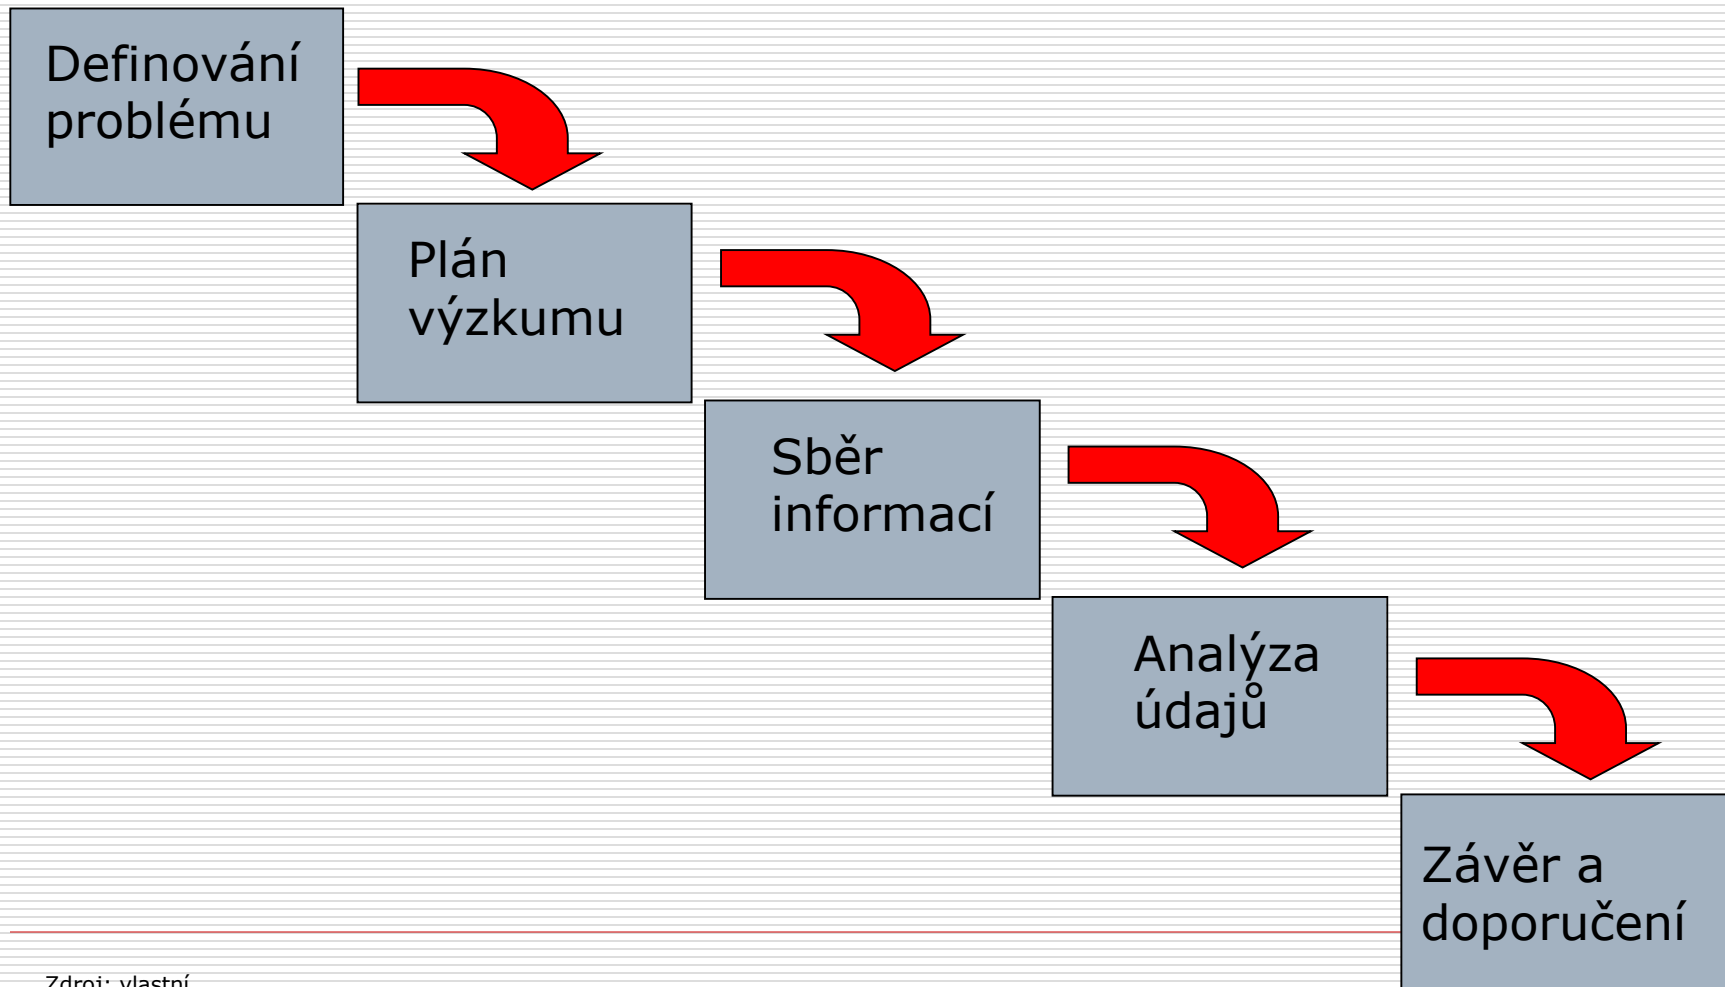 Definování
problému
Plán
výzkumu
Sběr
informací
Analýza
údajů
Závěr a
doporučení
Zdroj: vlastní